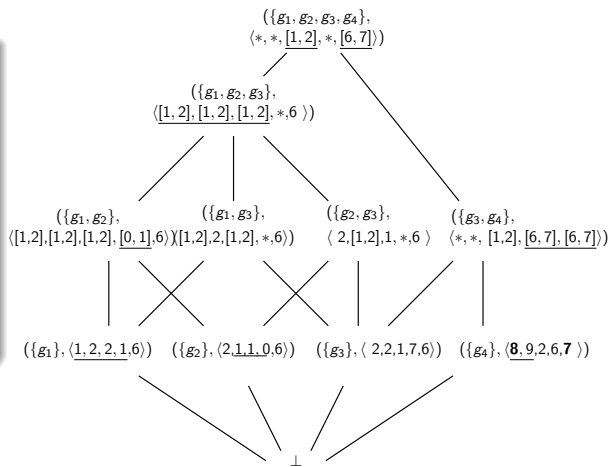 ({g₁, g₂, g₃, g₄},
⟨∗, ∗, [1, 2], ∗, [6, 7]⟩)
({g₁, g₂, g₃},
⟨[1, 2], [1, 2], [1, 2], ∗,6 ⟩)
({g₁, g₂},
⟨[1,2],[1,2],[1,2], [0, 1],6⟩)
({g₁, g₃},
⟨[1,2],2,[1,2], ∗,6⟩)
({g₂, g₃},
⟨ 2,[1,2],1, ∗,6 ⟩
({g₃, g₄},
⟨∗, ∗, [1,2], [6, 7], [6, 7]⟩
({g₁}, ⟨1, 2, 2, 1,6⟩)
({g₂}, ⟨2,1,1, 0,6⟩)
({g₃}, ⟨ 2,2,1,7,6⟩)
({g₄}, ⟨8, 9,2,6,7 ⟩)
⊥